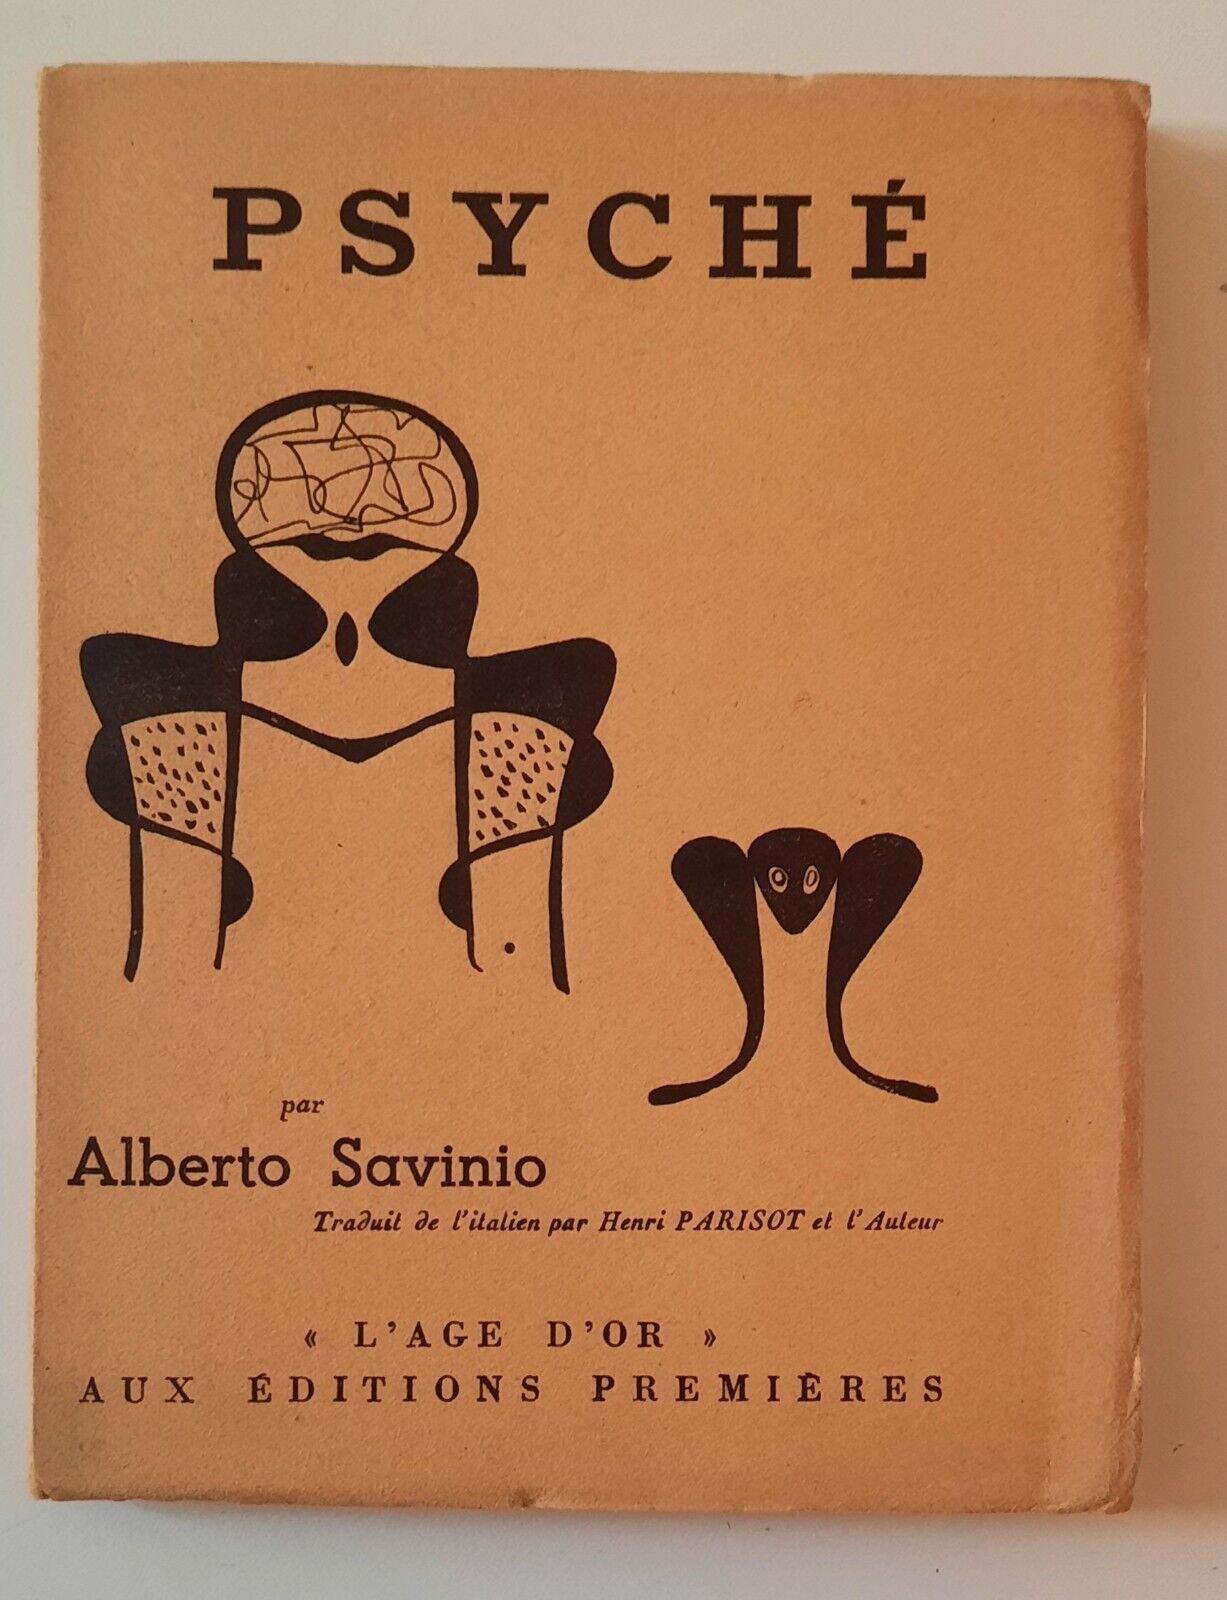 PSYCHÉ
par
Alberto Savinio
Traduit de l'italien par Henri PARISOT et l'Auteur
« L'AGE D'OR »
AUX ÉDITIONS PREMIÈRES